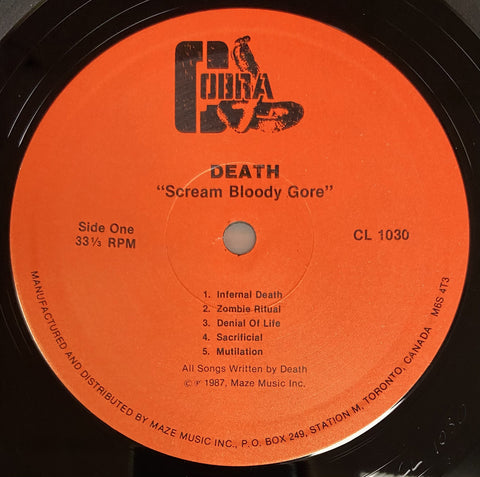 COBRA
DEATH
“Scream Bloody Gore”
Side One
33⅓ RPM
CL 1030
1. Infernal Death
2. Zombie Ritual
3. Denial Of Life
4. Sacrificial
5. Mutilation
All Songs Written by Death
© ℗ 1987, Maze Music Inc.
MANUFACTURED AND DISTRIBUTED BY MAZE MUSIC INC., P.O. BOX 249, STATION M, TORONTO, CANADA, M6S 4T3